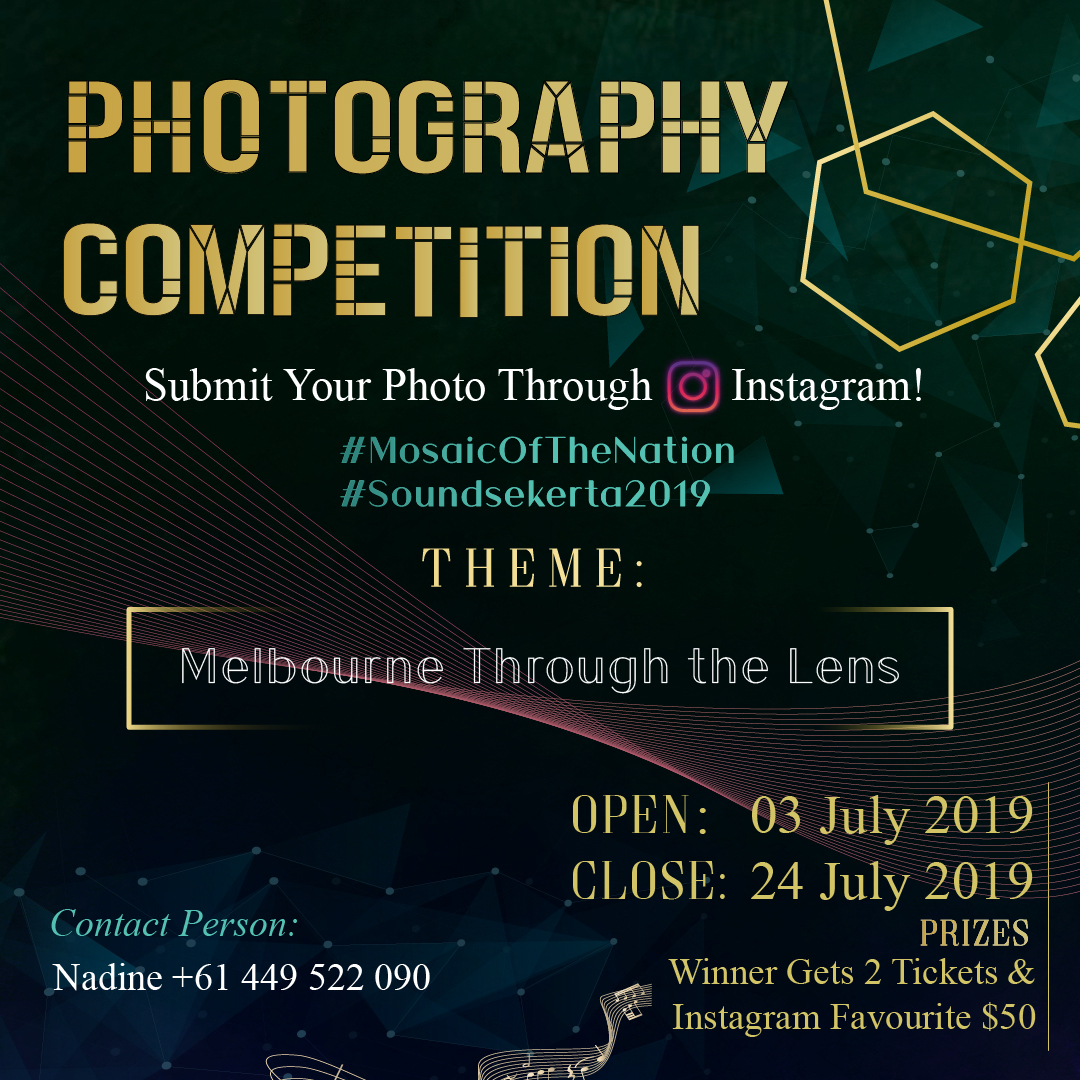 PHOTOGRAPHY
COMPETITION
Submit Your Photo Through Instagram!
#MosaicOfTheNation
#Soundsekerta2019
THEME:
Melbourne Through the Lens
OPEN: 03 July 2019
CLOSE: 24 July 2019
PRIZES
Winner Gets 2 Tickets &
Instagram Favourite $50
Contact Person:
Nadine +61 449 522 090